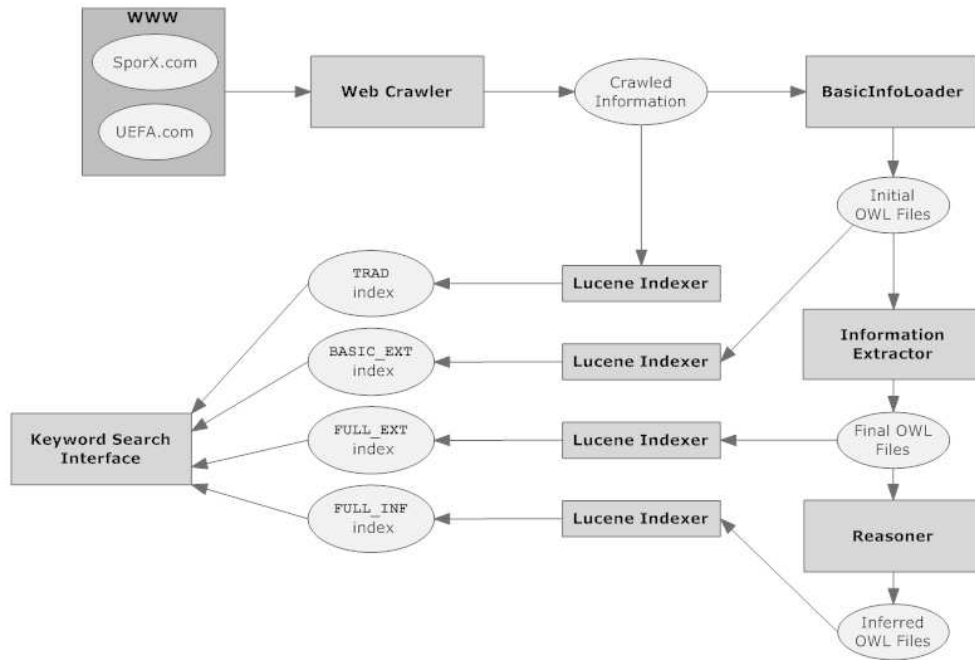 WWW
SporX.com
UEFA.com
Web Crawler
Crawled
Information
BasicInfoLoader
Initial
OWL Files
TRAD
index
Lucene Indexer
Information
Extractor
BASIC_EXT
index
Lucene Indexer
Keyword Search
Interface
FULL_EXT
index
Lucene Indexer
Final OWL
Files
FULL_INF
index
Lucene Indexer
Reasoner
Inferred
OWL Files